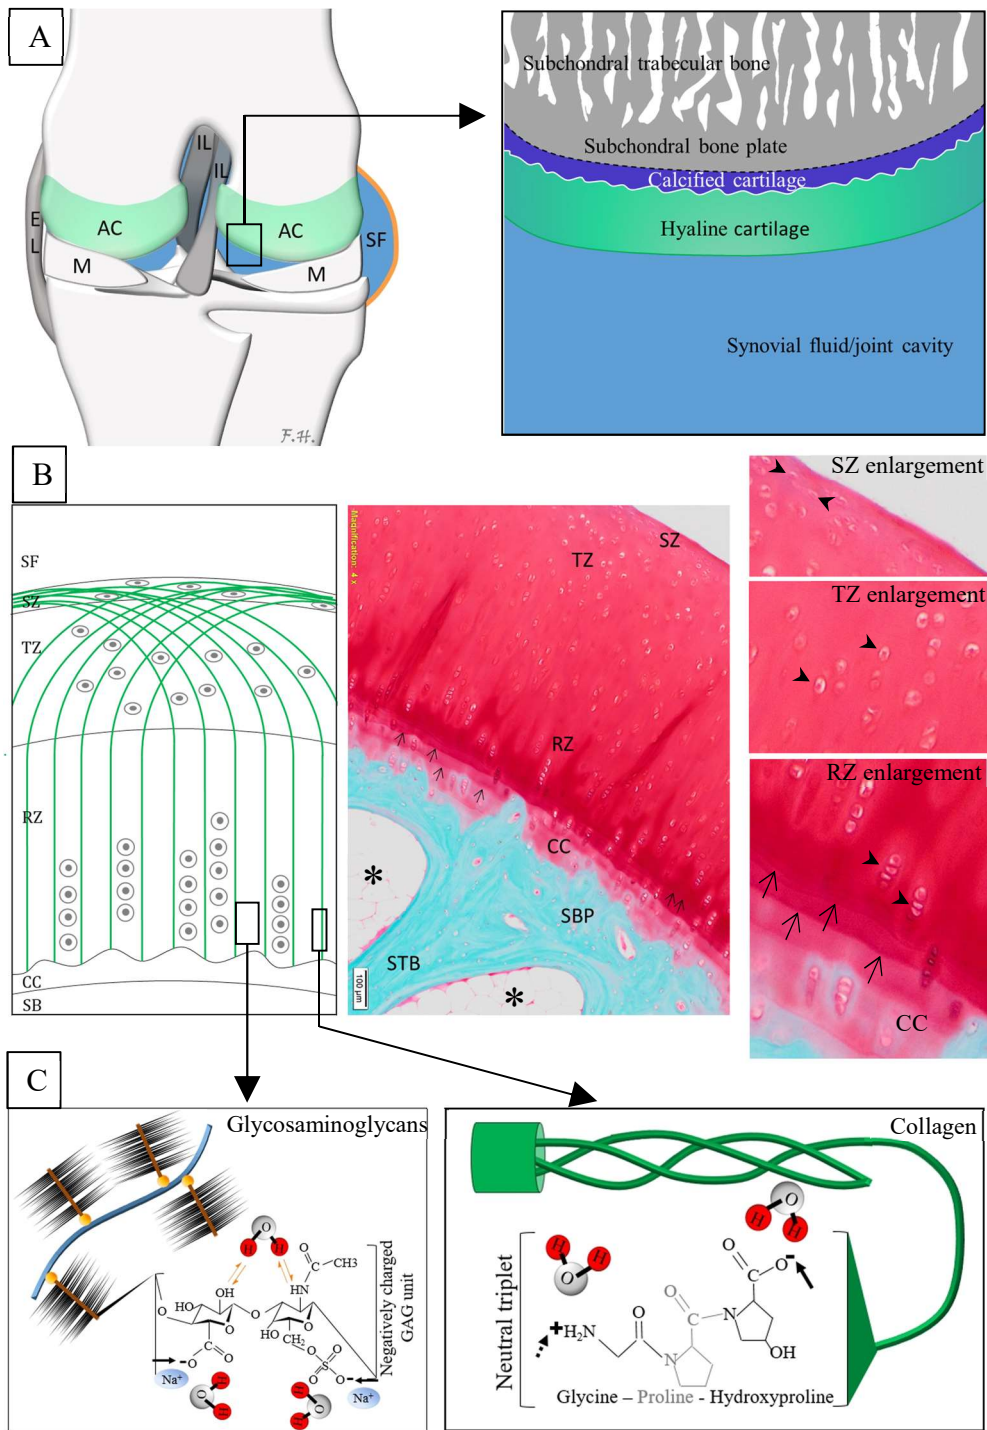 A
IL
IL
AC
AC
E
L
SF
M
M
F.H.
Subchondral trabecular bone
Subchondral bone plate
Calcified cartilage
Hyaline cartilage
Synovial fluid/joint cavity
B
SF
SZ
TZ
RZ
CC
SB
Magnification: 4 x
SZ
TZ
RZ
CC
SBP
STB
*
*
100 µm
SZ enlargement
TZ enlargement
RZ enlargement
CC
C
Glycosaminoglycans
O
H
H
O
CH3
OH
HN
HO
O
O
O
O
HO
CH2
O
O
O
O
S
O
O
O-
-O
Na+
Na+
H
O
H
H
O
H
Negatively charged
GAG unit
Collagen
Neutral triplet
H
H
O
O
H
H
O
O-
O
O
N
N
+H2N
OH
Glycine – Proline - Hydroxyproline